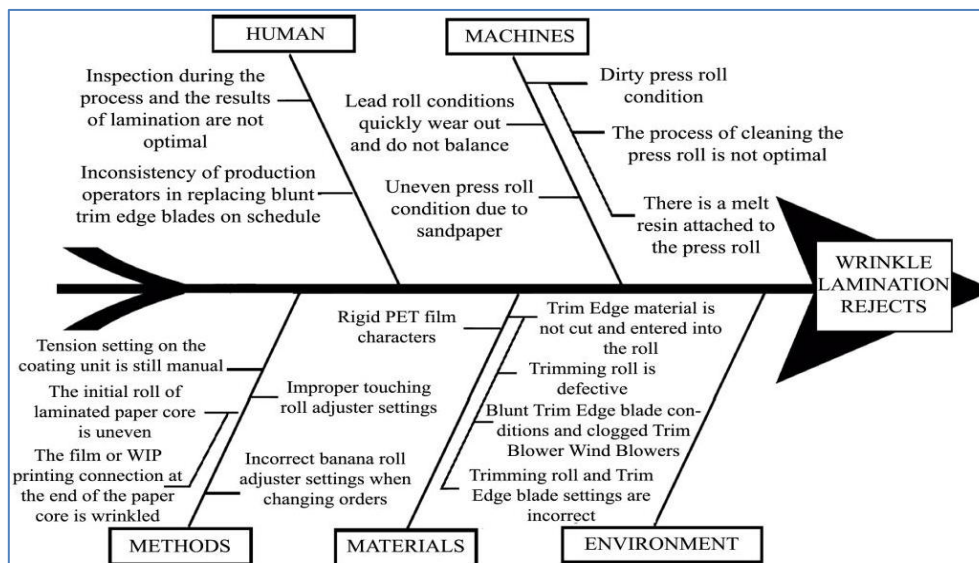 HUMAN
Inspection during the
process and the results
of lamination are not
optimal
Inconsistency of production
operators in replacing blunt
trim edge blades on schedule
MACHINES
Lead roll conditions
quickly wear out
and do not balance
Uneven press roll
condition due to
sandpaper
Dirty press roll
condition
The process of cleaning the
press roll is not optimal
There is a melt
resin attached to
the press roll
WRINKLE
LAMINATION
REJECTS
Tension setting on the
coating unit is still manual
The initial roll of
laminated paper core
is uneven
The film or WIP
printing connection at
the end of the paper
core is wrinkled
Improper touching
roll adjuster settings
Incorrect banana roll
adjuster settings when
changing orders
METHODS
Rigid PET film
characters
Trim Edge material is
not cut and entered into
the roll
Trimming roll is
defective
Blunt Trim Edge blade con-
ditions and clogged Trim
Blower Wind Blowers
Trimming roll and Trim
Edge blade settings are
incorrect
MATERIALS
ENVIRONMENT